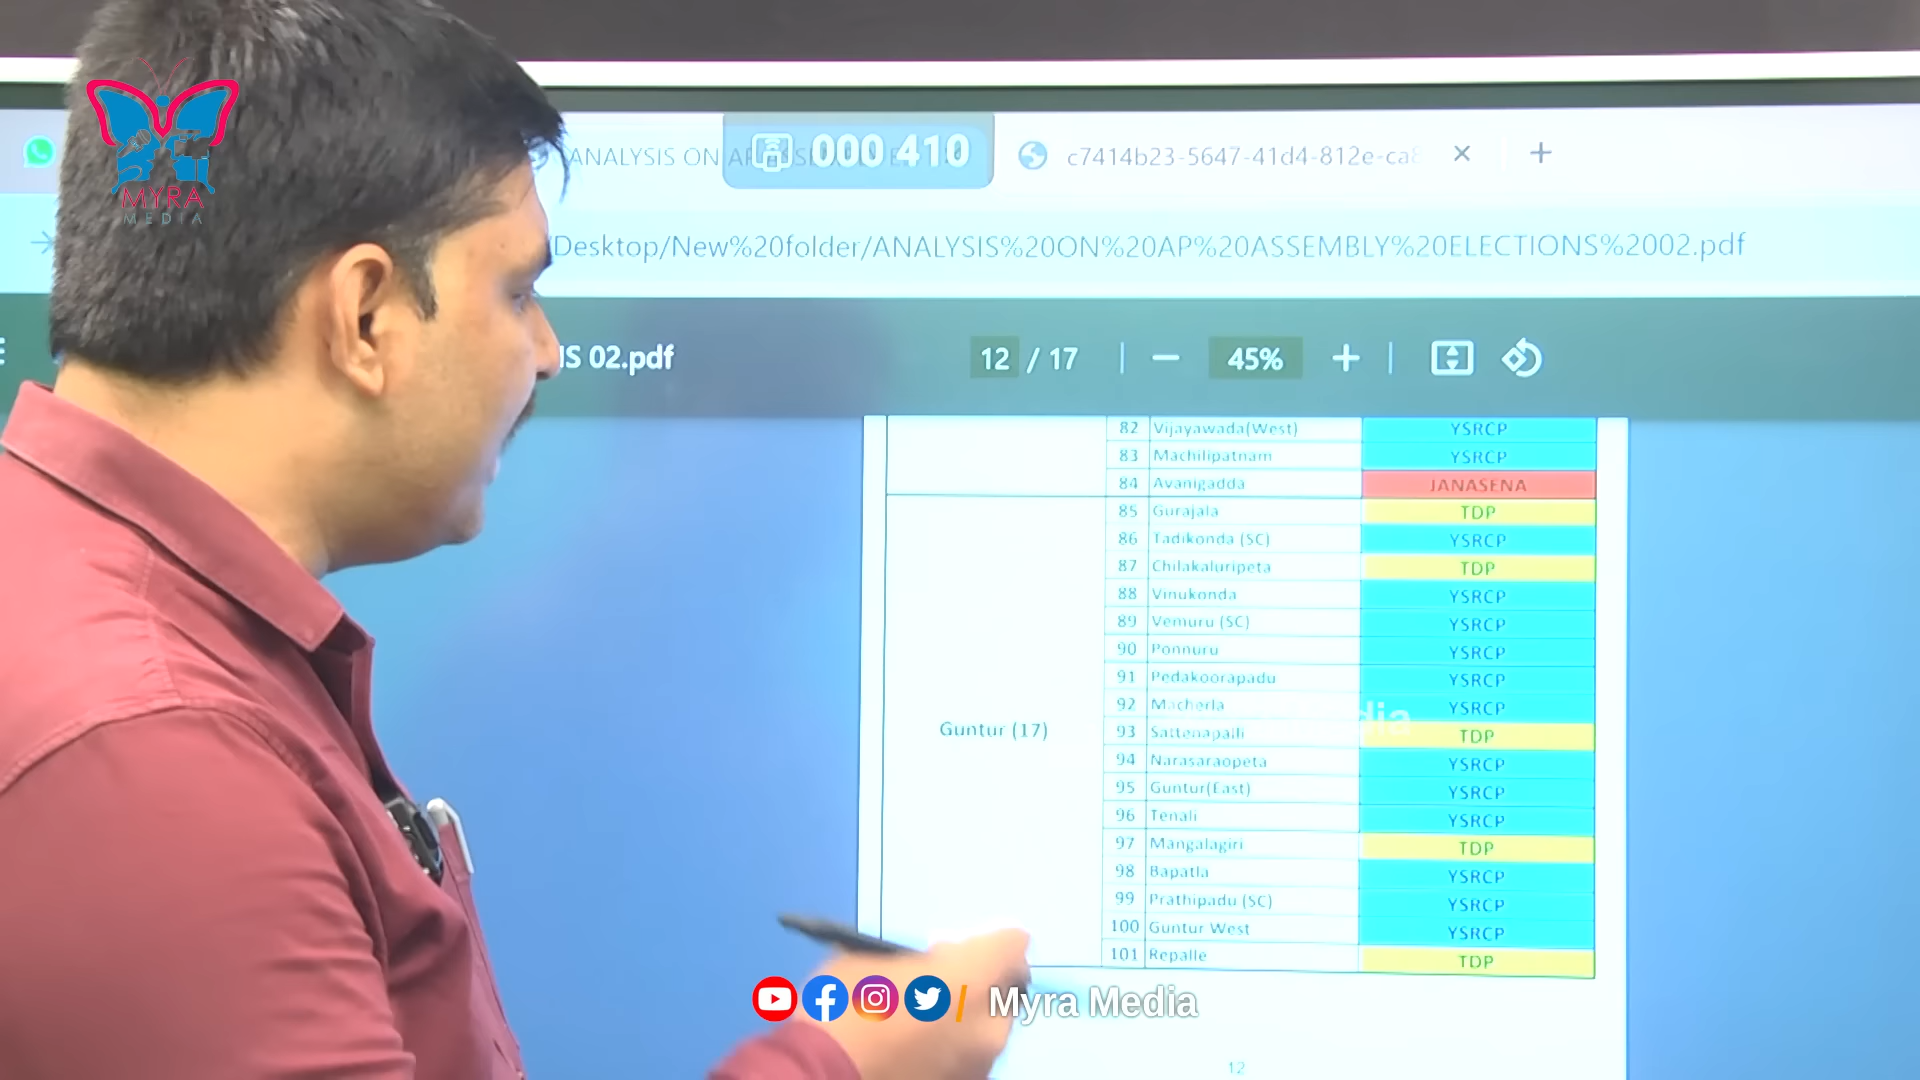 MYRA
MEDIA
ANALYSIS ON AP
000 410
c7414b23-5647-41d4-812e-ca8
Desktop/New%20folder/ANALYSIS%20ON%20AP%20ASSEMBLY%20ELECTIONS%2002.pdf
IS 02.pdf
12 / 17
45%
82 Vijayawada(West) YSRCP
83 Machilipatnam YSRCP
84 Avanigadda JANASENA
85 Gurajala TDP
86 Tadikonda (SC) YSRCP
87 Chilakaluripeta TDP
88 Vinukonda YSRCP
89 Vemuru (SC) YSRCP
90 Ponnuru YSRCP
91 Pedakoorapadu YSRCP
92 Macherla YSRCP
Guntur (17)
93 Sattenapalli TDP
94 Narasaraopeta YSRCP
95 Guntur(East) YSRCP
96 Tenali YSRCP
97 Mangalagiri TDP
98 Bapatla YSRCP
99 Prathipadu (SC) YSRCP
100 Guntur West YSRCP
101 Repalle TDP
Myra Media
12